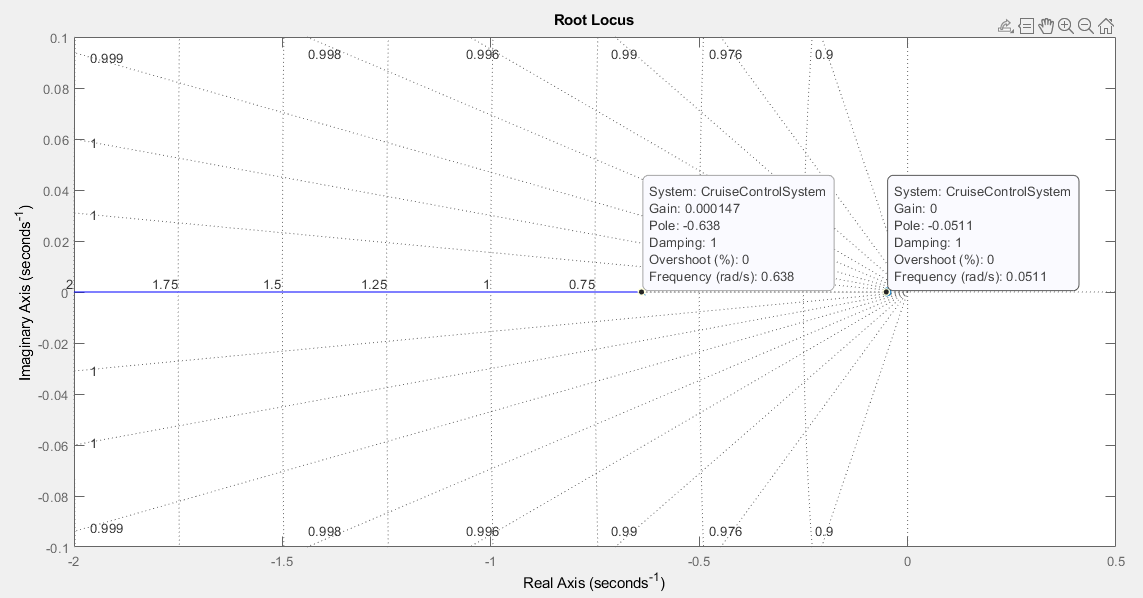 Root Locus
0.1
0.08
0.06
0.04
0.02
0
-0.02
-0.04
-0.06
-0.08
-0.1
Imaginary Axis (seconds-1)
0.999
0.998
0.996
0.99
0.976
0.9
1
1
2
1.75
1.5
1.25
1
0.75
System: CruiseControlSystem
Gain: 0.000147
Pole: -0.638
Damping: 1
Overshoot (%): 0
Frequency (rad/s): 0.638
System: CruiseControlSystem
Gain: 0
Pole: -0.0511
Damping: 1
Overshoot (%): 0
Frequency (rad/s): 0.0511
1
1
0.999
0.998
0.996
0.99
0.976
0.9
-2
-1.5
-1
-0.5
0
0.5
Real Axis (seconds-1)